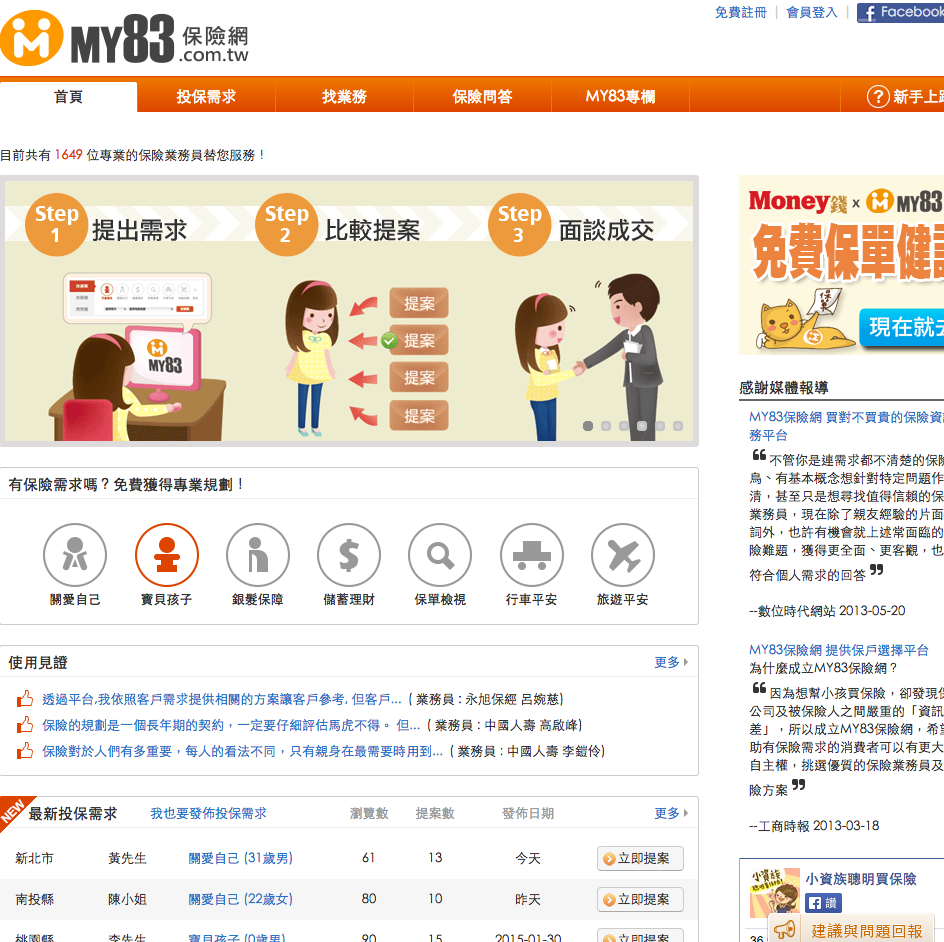 免費註冊 | 會員登入 | Facebook
MY83 保險網
.com.tw
首頁 投保需求 找業務 保險問答 MY83專欄 ? 新手上路
目前共有 1649 位專業的保險業務員替您服務！
Step 1 提出需求
Step 2 比較提案
Step 3 面談成交
MY83
提案
提案
提案
提案
Money錢 x MY83
免費保單健診
保單
現在就去
有保險需求嗎？免費獲得專業規劃！
關愛自己 寶貝孩子 銀髮保障 儲蓄理財 保單檢視 行車平安 旅遊平安
使用見證 更多
透過平台,我依照客戶需求提供相關的方案讓客戶參考, 但客戶... ( 業務員 : 永旭保經 呂婉慈)
保險的規劃是一個長年期的契約，一定要仔細評估馬虎不得。 但... ( 業務員 : 中國人壽 高啟峰)
保險對於人們有多重要，每人的看法不同，只有親身在最需要時用到... ( 業務員 : 中國人壽 李鎧伶)
NEW 最新投保需求 我也要發佈投保需求 瀏覽數 提案數 發佈日期 更多
新北市 黃先生 關愛自己 (31歲男) 61 13 今天 立即提案
南投縣 陳小姐 關愛自己 (22歲女) 80 10 昨天 立即提案
桃園縣 李先生 寶貝孩子 (0歲男) 90 15 2015-01-30 立即提案
感謝媒體報導
MY83保險網 買對不買貴的保險資訊
務平台
“不管你是連需求都不清楚的保險
鳥、有基本概念想針對特定問題作
清，甚至只是想尋找值得信賴的保
業務員，現在除了親友經驗的片面
詞外，也許有機會就上述常面臨的
險難題，獲得更全面、更客觀，也
符合個人需求的回答”
--數位時代網站 2013-05-20
MY83保險網 提供保戶選擇平台
為什麼成立MY83保險網？
“因為想幫小孩買保險，卻發現保
公司及被保險人之間嚴重的「資訊
差」，所以成立MY83保險網，希望
助有保險需求的消費者可以有更大
自主權，挑選優質的保險業務員及
險方案”
--工商時報 2013-03-18
小資族聰明買保險
讚
建議與問題回報